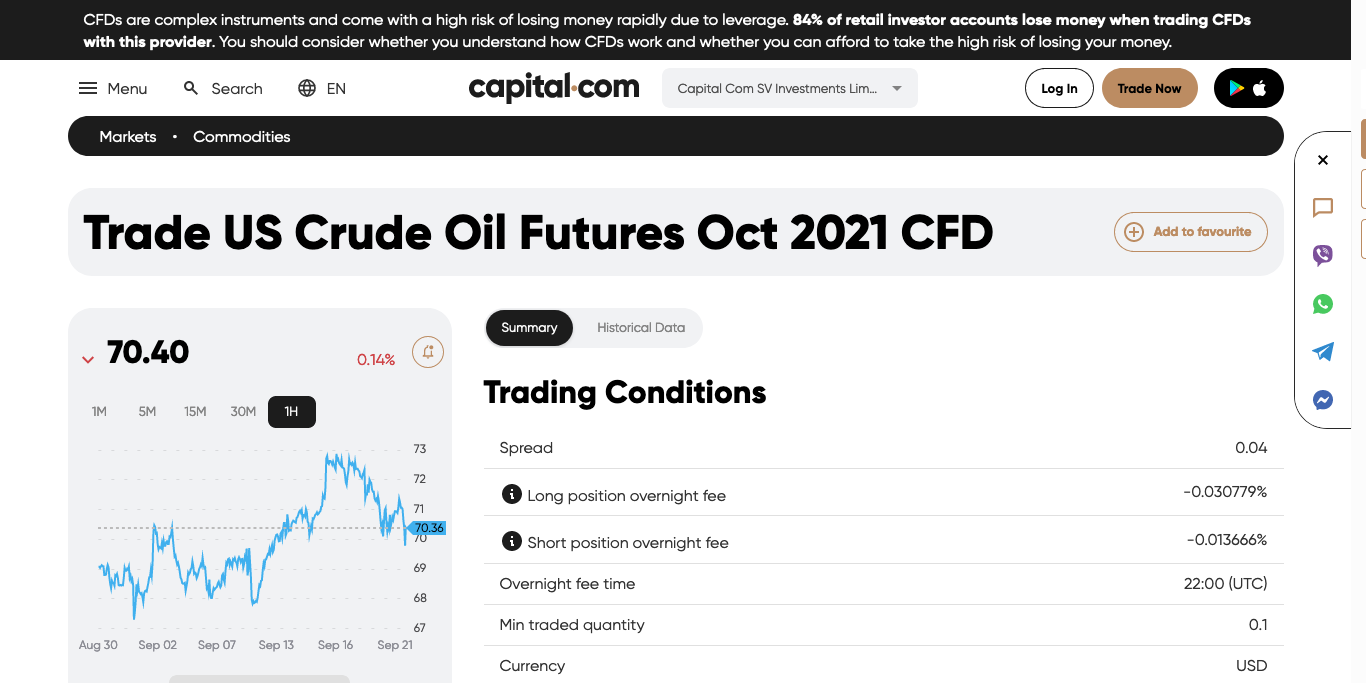 CFDs are complex instruments and come with a high risk of losing money rapidly due to leverage. 84% of retail investor accounts lose money when trading CFDs
with this provider. You should consider whether you understand how CFDs work and whether you can afford to take the high risk of losing your money.
Menu Search EN capital.com Capital Com SV Investments Lim... Log In Trade Now
Markets • Commodities
Trade US Crude Oil Futures Oct 2021 CFD Add to favourite
70.40 0.14%
1M 5M 15M 30M 1H
73
72
71
70.36
70
69
68
67
Aug 30 Sep 02 Sep 07 Sep 13 Sep 16 Sep 21
Summary Historical Data
Trading Conditions
Spread 0.04
Long position overnight fee -0.030779%
Short position overnight fee -0.013666%
Overnight fee time 22:00 (UTC)
Min traded quantity 0.1
Currency USD